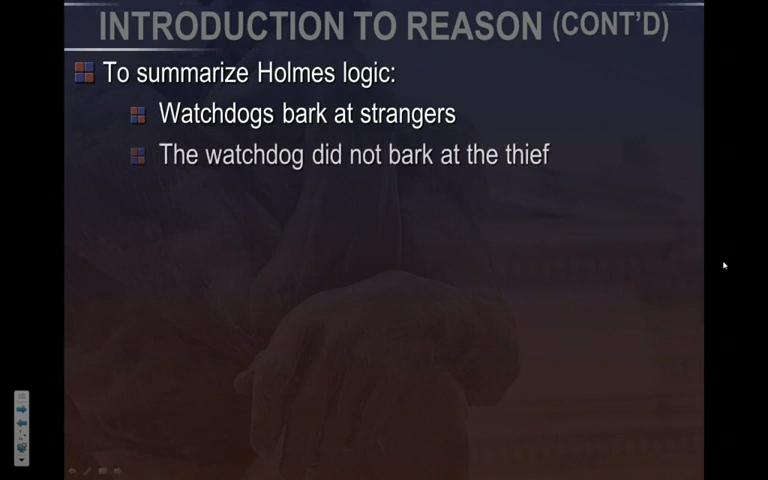 INTRODUCTION TO REASON (CONT'D)
To summarize Holmes logic:
Watchdogs bark at strangers
The watchdog did not bark at the thief